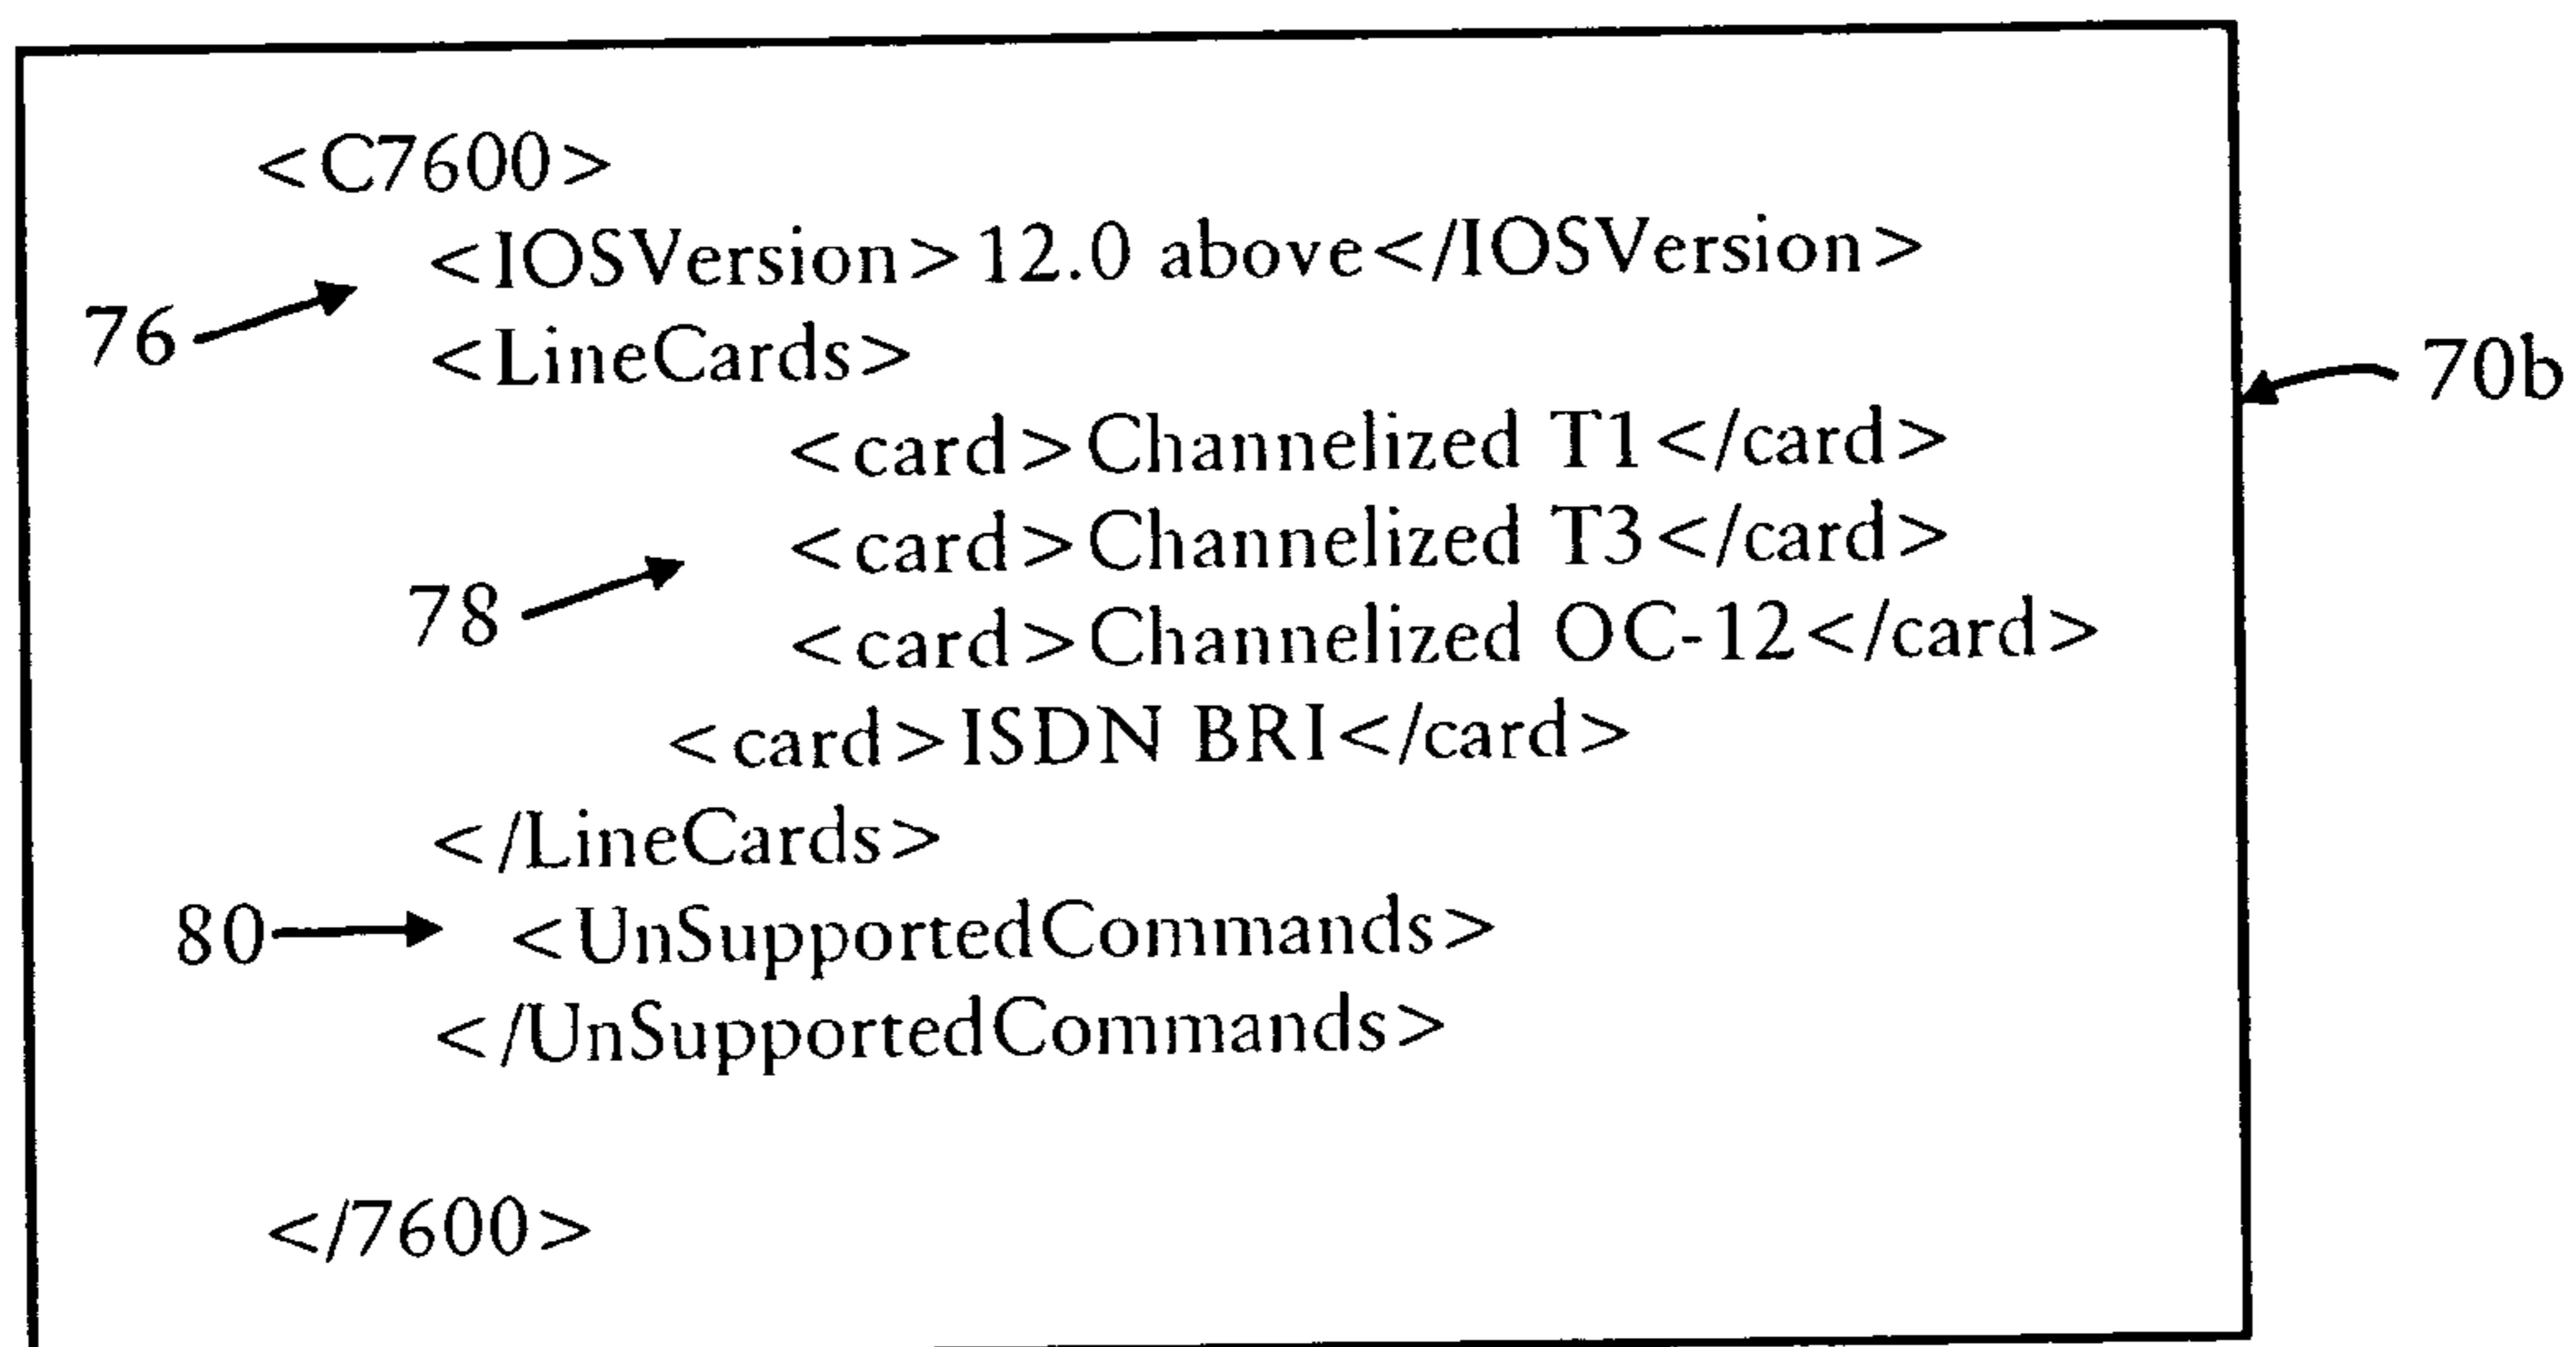 <C7600>
<IOSVersion>12.0 above</IOSVersion>
76
<LineCards>
70b
<card>Channelized T1</card>
<card>Channelized T3</card>
78
<card>Channelized OC-12</card>
<card>ISDN BRI</card>
</LineCards>
80
<UnSupportedCommands>
</UnSupportedCommands>
</7600>